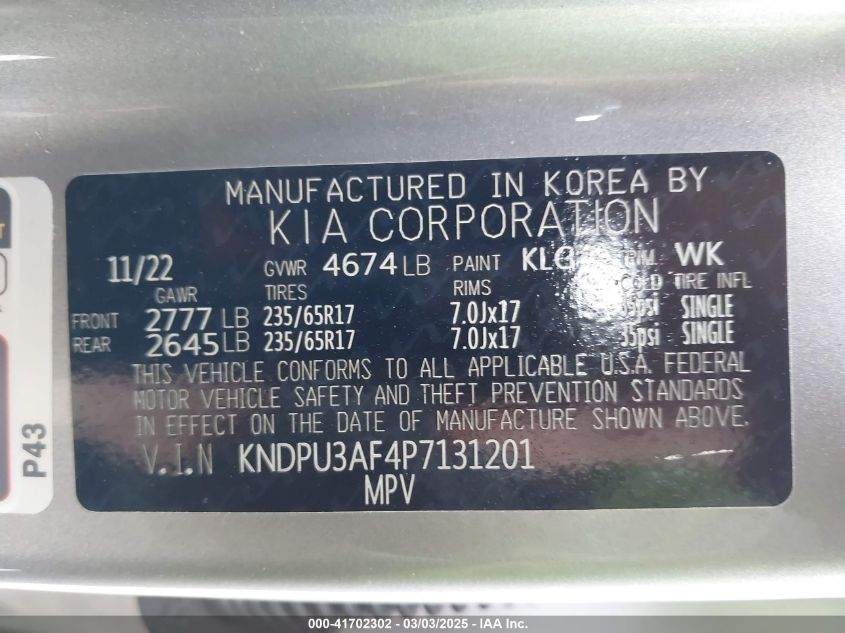 MANUFACTURED IN KOREA BY
KIA CORPORATION
11/22 GVWR 4674 LB PAINT KLG TRIM WK
GAWR TIRES RIMS COLD TIRE INFL
FRONT 2777 LB 235/65R17 7.0Jx17 SINGLE
REAR 2645 LB 235/65R17 7.0Jx17 35psi SINGLE
THIS VEHICLE CONFORMS TO ALL APPLICABLE U.S.A. FEDERAL
MOTOR VEHICLE SAFETY AND THEFT PREVENTION STANDARDS
IN EFFECT ON THE DATE OF MANUFACTURE SHOWN ABOVE.
V.I.N KNDPU3AF4P7131201
MPV
P43
000-41702302 - 03/03/2025 - IAA Inc.